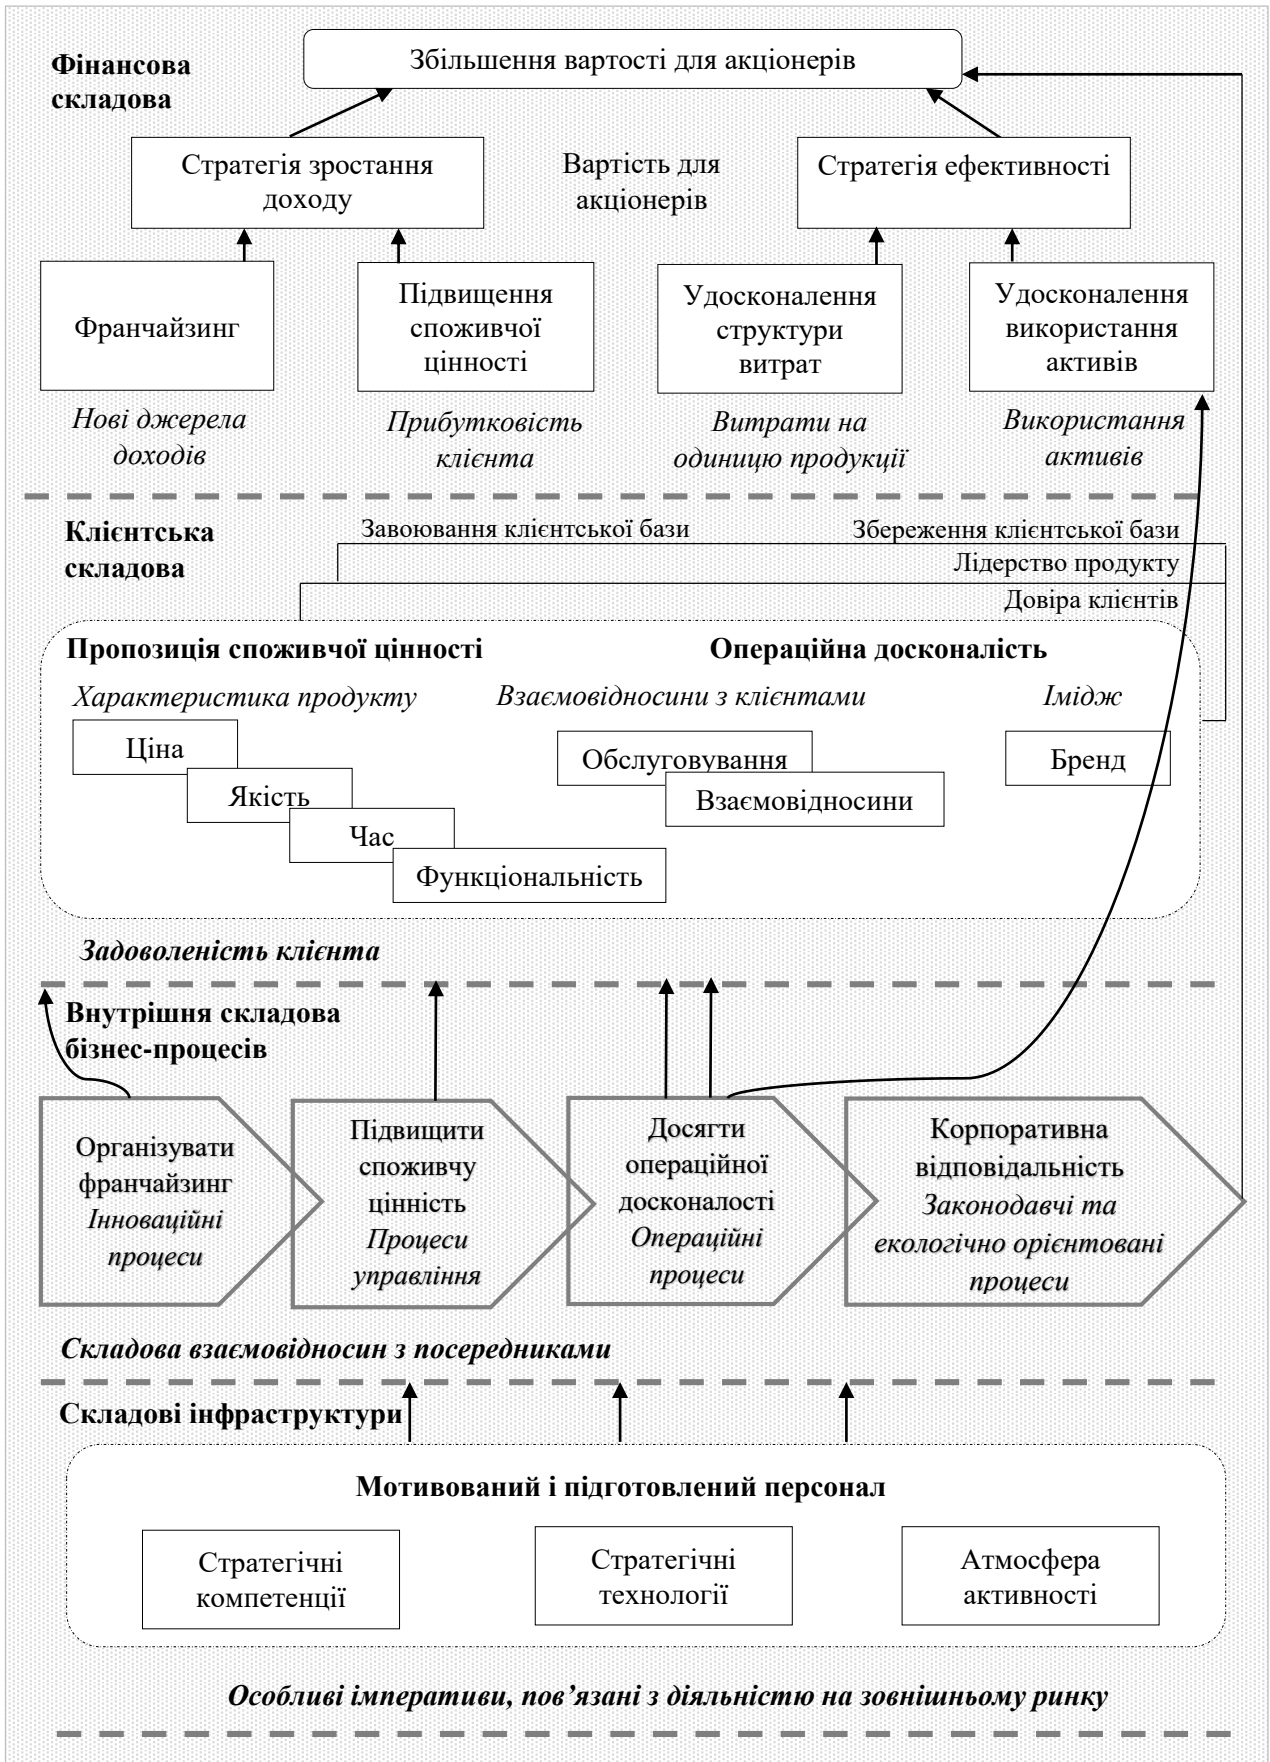 Збільшення вартості для акціонерів
Фінансова
складова
Стратегія зростання
доходу
Вартість для
акціонерів
Стратегія ефективності
Франчайзинг
Підвищення
споживчої
цінності
Удосконалення
структури
витрат
Удосконалення
використання
активів
Нові джерела
доходів
Прибутковість
клієнта
Витрати на
одиницю продукції
Використання
активів
Клієнтська
складова
Завоювання клієнтської бази
Збереження клієнтської бази
Лідерство продукту
Довіра клієнтів
Пропозиція споживчої цінності
Операційна досконалість
Характеристика продукту
Взаємовідносини з клієнтами
Імідж
Ціна
Якість
Час
Функціональність
Обслуговування
Взаємовідносини
Бренд
Задоволеність клієнта
Внутрішня складова
бізнес-процесів
Організувати
франчайзинг
Інноваційні
процеси
Підвищити
споживчу
цінність
Процеси
управління
Досягти
операційної
досконалості
Операційні
процеси
Корпоративна
відповідальність
Законодавчі та
екологічно орієнтовані
процеси
Складова взаємовідносин з посередниками
Складові інфраструктури
Мотивований і підготовлений персонал
Стратегічні
компетенції
Стратегічні
технології
Атмосфера
активності
Особливі імперативи, пов’язані з діяльністю на зовнішньому ринку